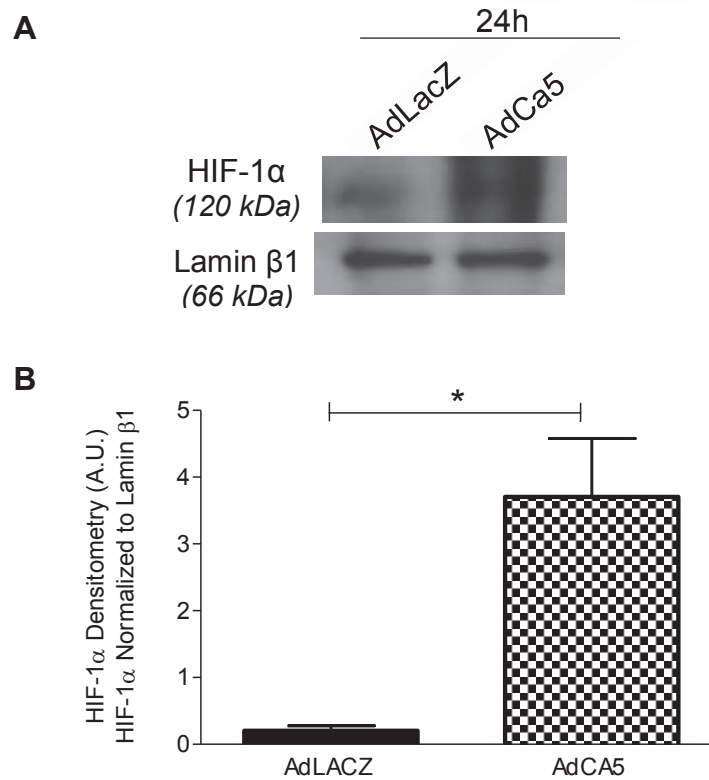 A
24h
AdLacZ
AdCa5
HIF-1α
(120 kDa)
Lamin β1
(66 kDa)
B
*
HIF-1α Densitometry (A.U.)
HIF-1α Normalized to Lamin β1
5
4
3
2
1
0
AdLACZ
AdCA5